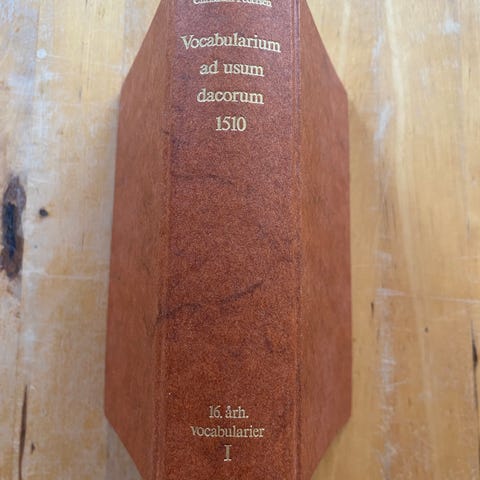 Vocabularium
ad usum
dacorum
1510
16. årh.
vocabularier
I